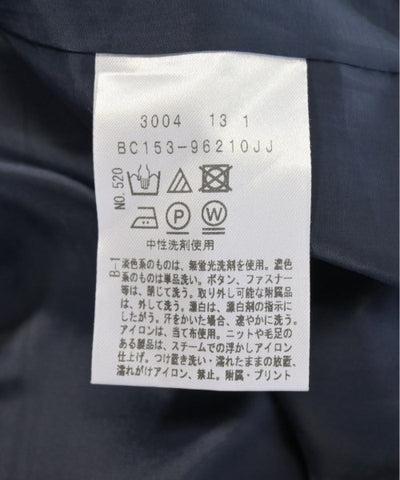 3004 13 1
BC153-96210JJ
NO.520
P W
中性洗剤使用
B-1
淡色系のものは、無蛍光洗剤を使用。濃色
系のものは単品洗い。ボタン、ファスナー
等は、閉じて洗う。取り外し可能な附属品
は、外して洗う。漂白は、漂白剤の指示に
したがう。汗をかいた場合、速やかに洗う。
アイロンは、当て布使用。ニットや毛足の
ある製品は、スチームでの浮かしアイロン
仕上げ。つけ置き洗い・濡れたままの放置、
濡れがけアイロン、禁止。附属・プリント